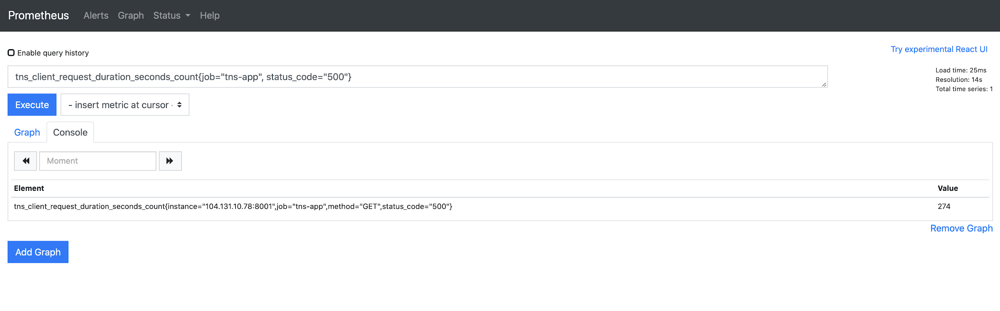 Prometheus Alerts Graph Status Help
Enable query history
Try experimental React UI
tns_client_request_duration_seconds_count{job="tns-app", status_code="500"}
Load time: 25ms
Resolution: 14s
Total time series: 1
Execute - insert metric at cursor -
Graph Console
Moment
Element Value
tns_client_request_duration_seconds_count{instance="104.131.10.78:8001",job="tns-app",method="GET",status_code="500"} 274
Remove Graph
Add Graph